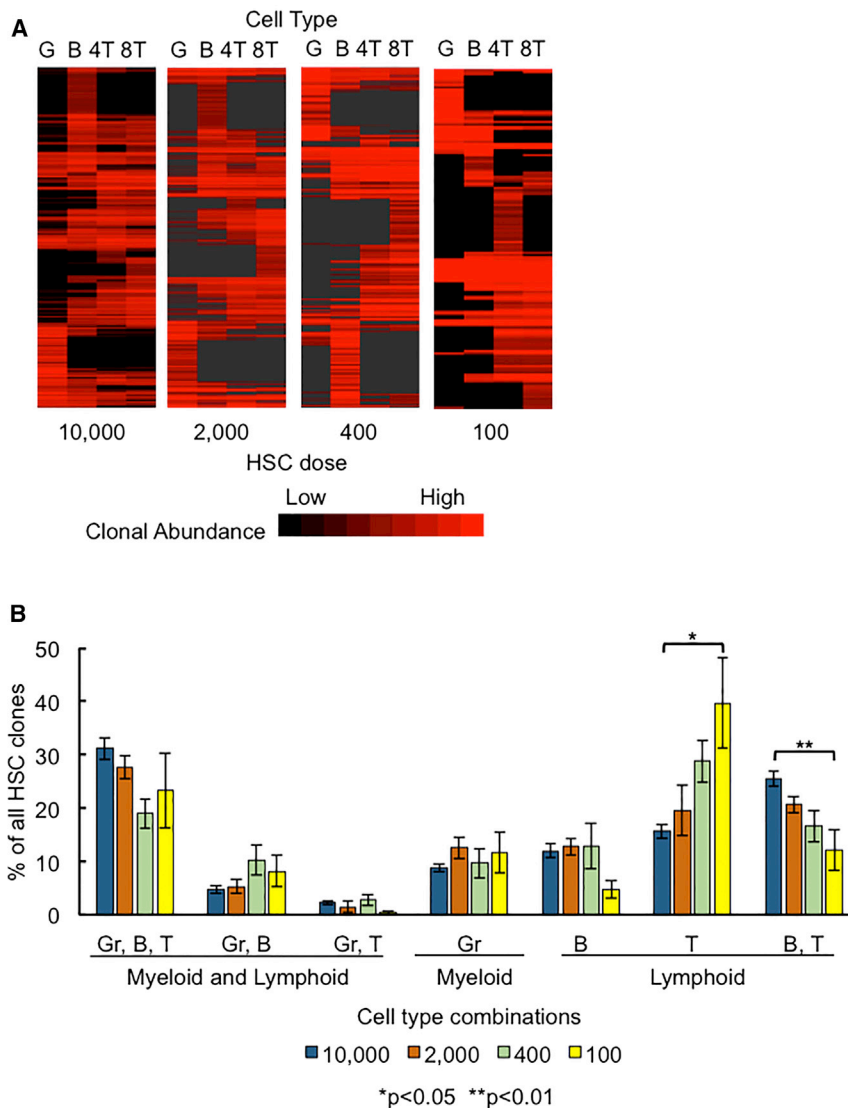 A
Cell Type
G B 4T 8T G B 4T 8T G B 4T 8T G B 4T 8T
10,000 2,000 400 100
HSC dose
Low High
Clonal Abundance
B
% of all HSC clones
50
40
30
20
10
0
*
**
Gr, B, T Gr, B Gr, T Gr B T B, T
Myeloid and Lymphoid Myeloid Lymphoid
Cell type combinations
10,000 2,000 400 100
*p<0.05 **p<0.01